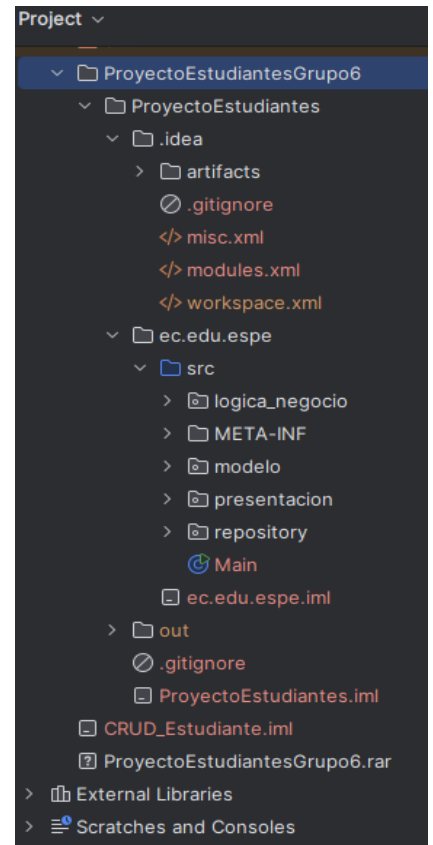 Project
ProyectoEstudiantesGrupo6
ProyectoEstudiantes
.idea
artifacts
.gitignore
misc.xml
modules.xml
workspace.xml
ec.edu.espe
src
logica_negocio
META-INF
modelo
presentacion
repository
Main
ec.edu.espe.iml
out
.gitignore
ProyectoEstudiantes.iml
CRUD_Estudiante.iml
ProyectoEstudiantesGrupo6.rar
External Libraries
Scratches and Consoles